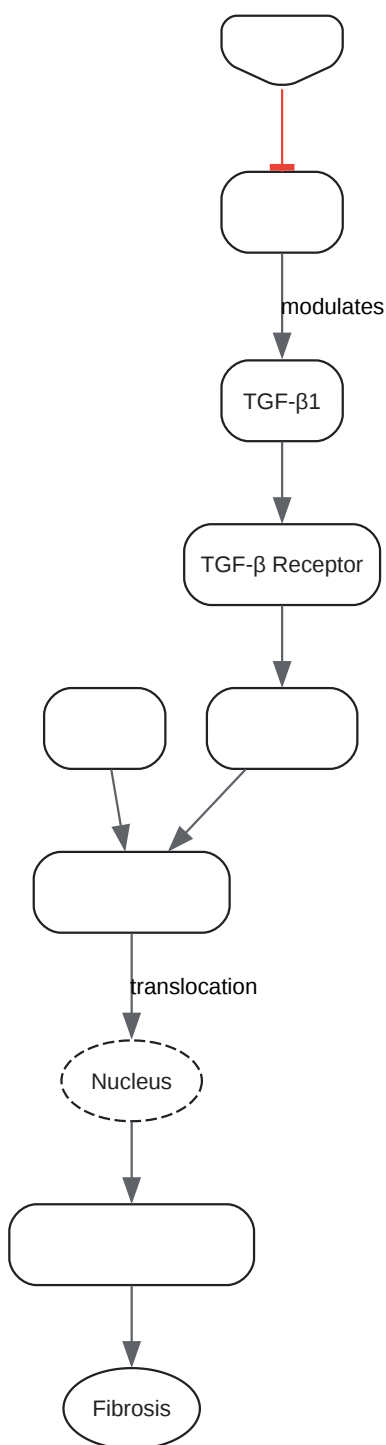 modulates
TGF-β1
TGF-β Receptor
translocation
Nucleus
Fibrosis